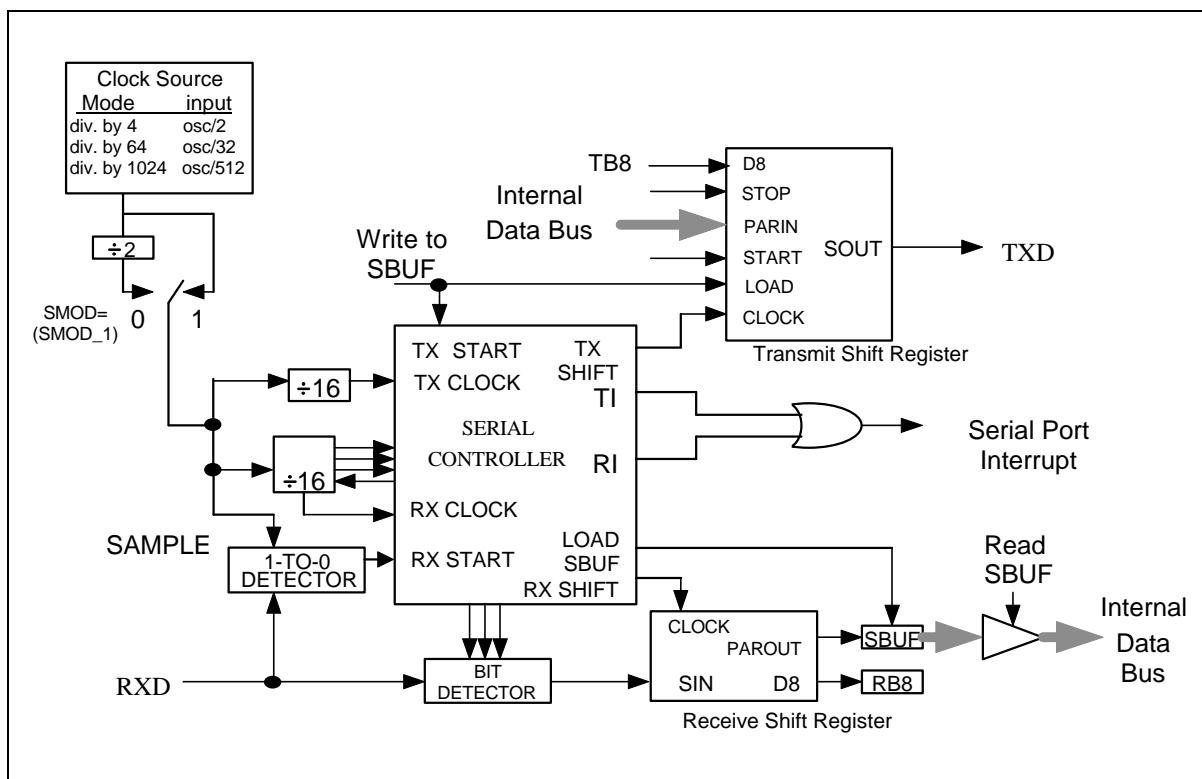 Clock Source
Mode input
div. by 4 osc/2
div. by 64 osc/32
div. by 1024 osc/512
÷2
SMOD=
(SMOD_1)
0 1
Write to
SBUF
TB8
Internal
Data Bus
D8
STOP
PARIN
START
LOAD
CLOCK
SOUT
TXD
Transmit Shift Register
÷16
÷16
TX START
TX CLOCK
SERIAL
CONTROLLER
RX CLOCK
RX START
TX
SHIFT
TI
RI
LOAD
SBUF
RX SHIFT
Serial Port
Interrupt
SAMPLE
1-TO-0
DETECTOR
RXD
BIT
DETECTOR
CLOCK
PAROUT
SIN D8
Receive Shift Register
SBUF
RB8
Read
SBUF
Internal
Data
Bus